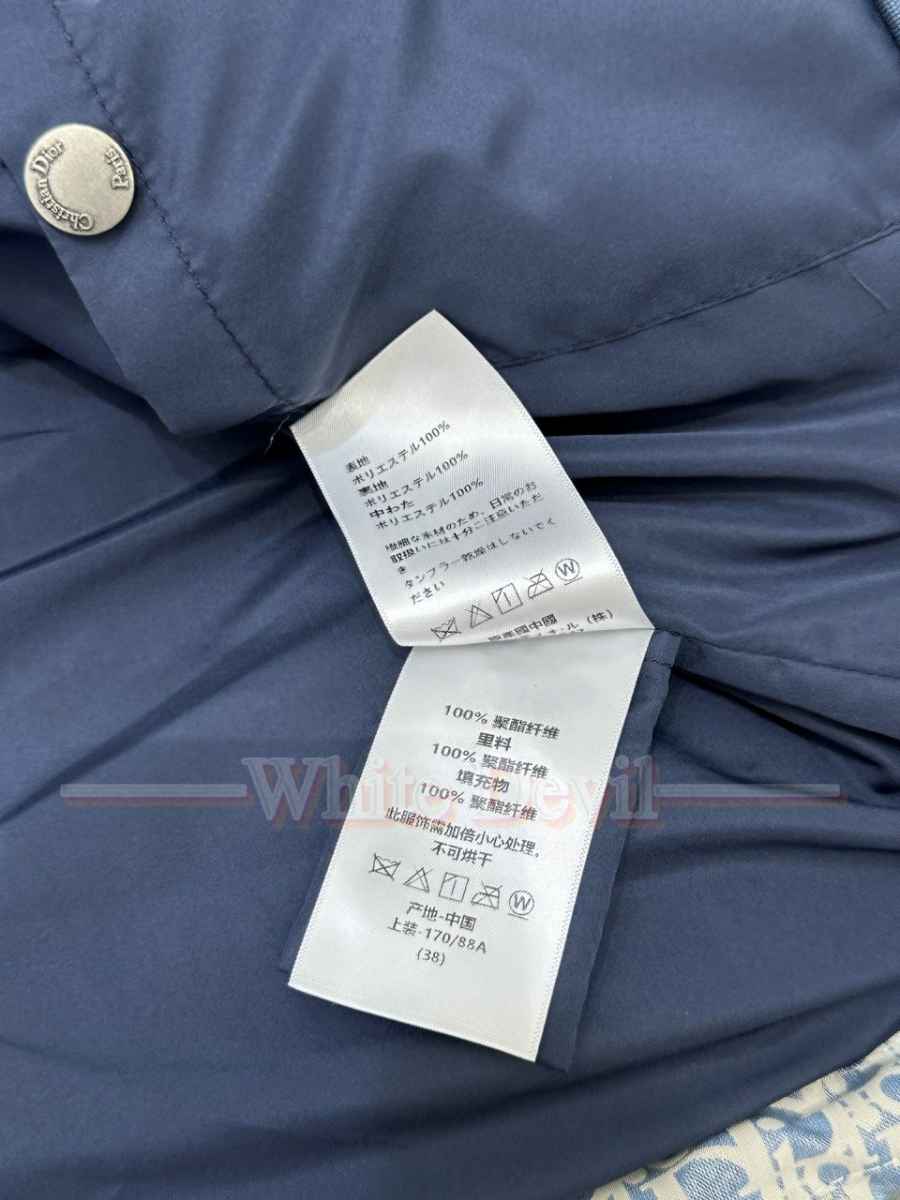 Christian Dior
Paris
表地
ポリエステル100%
裏地
ポリエステル100%
中わた
ポリエステル100%
繊細な素材のため、日常のお
取扱いには十分ご注意いただ
き
タンブラー乾燥はしないでく
ださい
W
100% 聚酯纤维
里料
100% 聚酯纤维
填充物
100% 聚酯纤维
White Devil
此服饰需加倍小心处理,
不可烘干
W
产地-中国
上装-170/88A
(38)